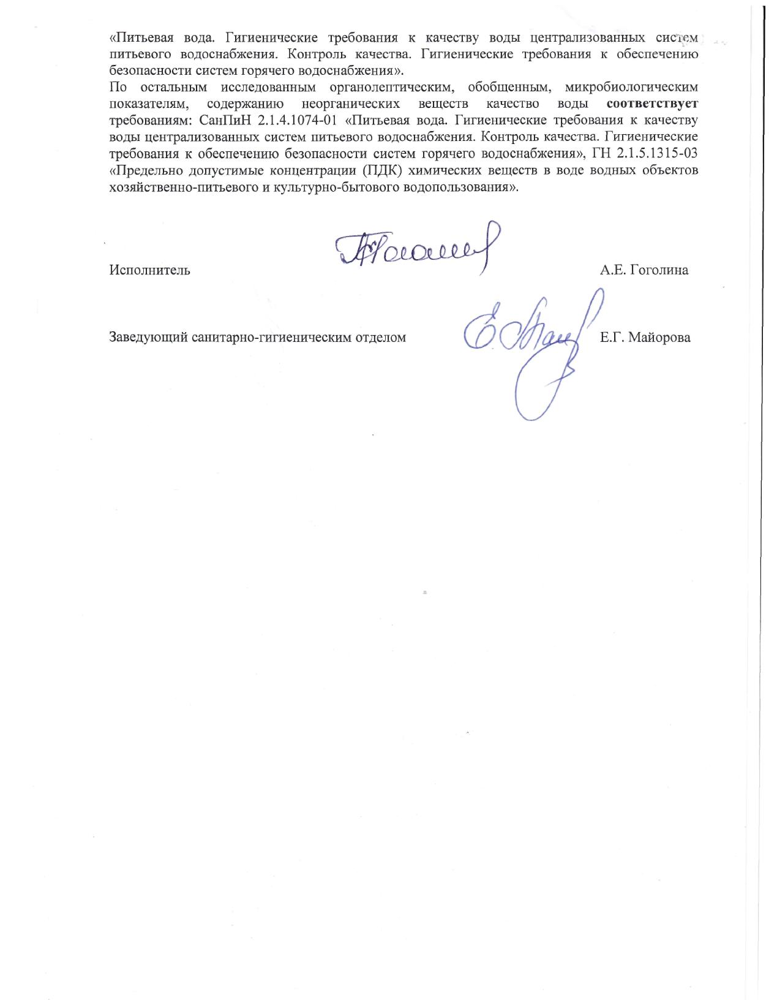 «Питьевая вода. Гигиенические требования к качеству воды централизованных систем
питьевого водоснабжения. Контроль качества. Гигиенические требования к обеспечению
безопасности систем горячего водоснабжения».
По остальным исследованным органолептическим, обобщенным, микробиологическим
показателям, содержанию неорганических веществ качество воды соответствует
требованиям: СанПиН 2.1.4.1074-01 «Питьевая вода. Гигиенические требования к качеству
воды централизованных систем питьевого водоснабжения. Контроль качества. Гигиенические
требования к обеспечению безопасности систем горячего водоснабжения», ГН 2.1.5.1315-03
«Предельно допустимые концентрации (ПДК) химических веществ в воде водных объектов
хозяйственно-питьевого и культурно-бытового водопользования».
Исполнитель А.Е. Гоголина
Заведующий санитарно-гигиеническим отделом Е.Г. Майорова